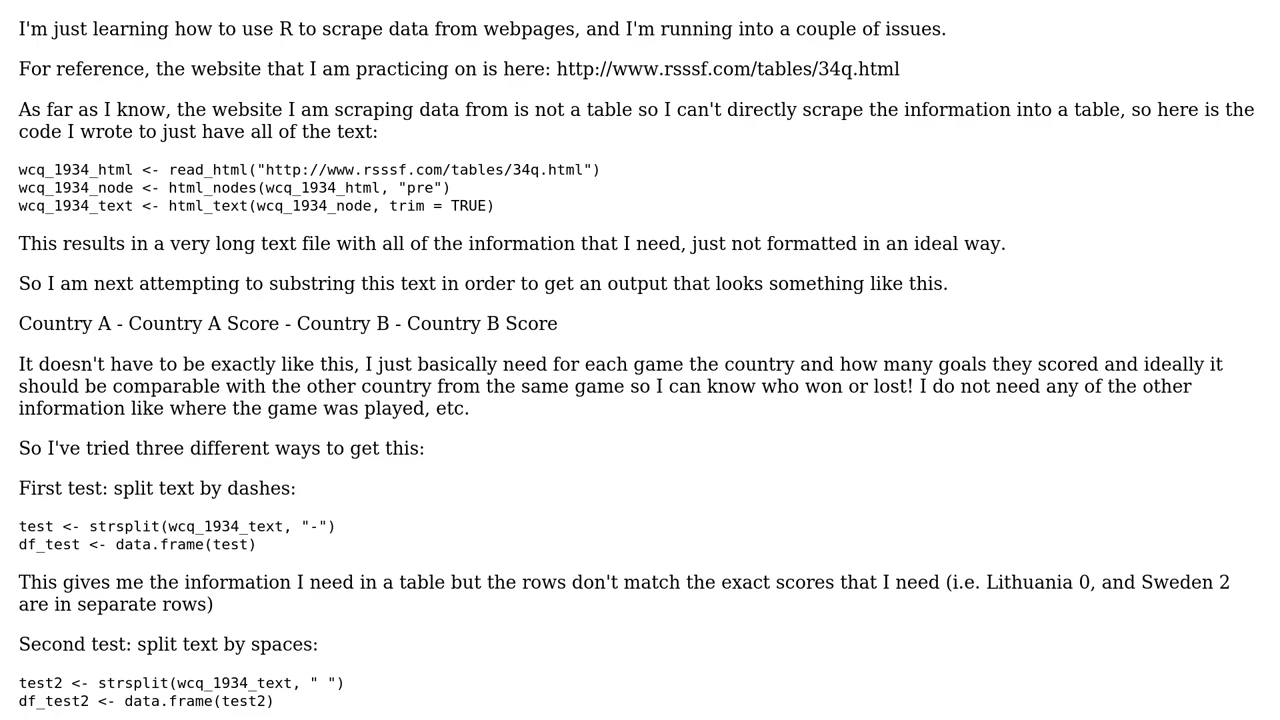 I'm just learning how to use R to scrape data from webpages, and I'm running into a couple of issues.
For reference, the website that I am practicing on is here: http://www.rsssf.com/tables/34q.html
As far as I know, the website I am scraping data from is not a table so I can't directly scrape the information into a table, so here is the
code I wrote to just have all of the text:
wcq_1934_html <- read_html("http://www.rsssf.com/tables/34q.html")
wcq_1934_node <- html_nodes(wcq_1934_html, "pre")
wcq_1934_text <- html_text(wcq_1934_node, trim = TRUE)
This results in a very long text file with all of the information that I need, just not formatted in an ideal way.
So I am next attempting to substring this text in order to get an output that looks something like this.
Country A - Country A Score - Country B - Country B Score
It doesn't have to be exactly like this, I just basically need for each game the country and how many goals they scored and ideally it
should be comparable with the other country from the same game so I can know who won or lost! I do not need any of the other
information like where the game was played, etc.
So I've tried three different ways to get this:
First test: split text by dashes:
test <- strsplit(wcq_1934_text, "-")
df_test <- data.frame(test)
This gives me the information I need in a table but the rows don't match the exact scores that I need (i.e. Lithuania 0, and Sweden 2
are in separate rows)
Second test: split text by spaces:
test2 <- strsplit(wcq_1934_text, " ")
df_test2 <- data.frame(test2)